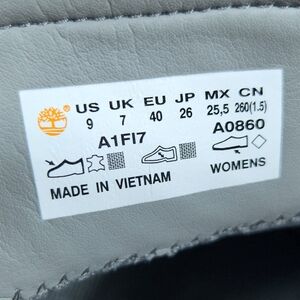 US UK EU JP MX CN
9 7 40 26 25,5 260(1.5)
A1FI7 A0860
WOMENS
MADE IN VIETNAM